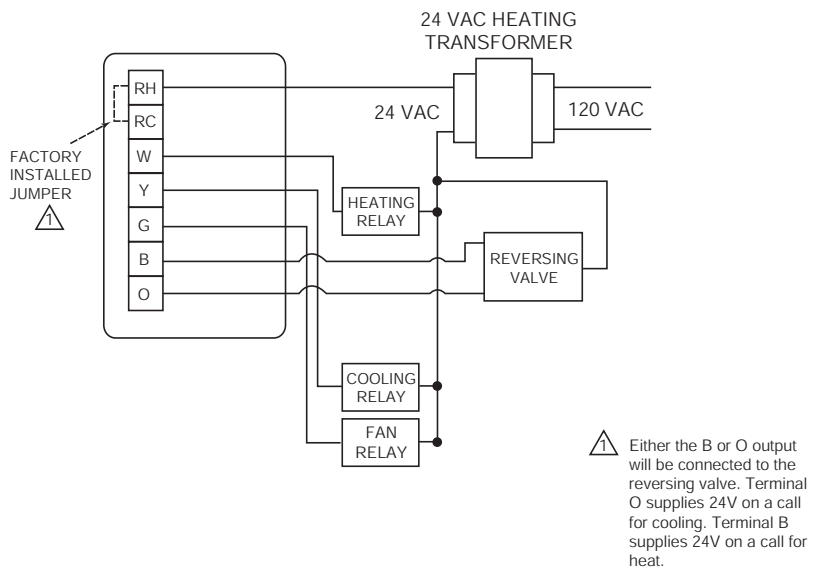 24 VAC HEATING
TRANSFORMER
RH
RC
W
Y
G
B
O
24 VAC
120 VAC
FACTORY
INSTALLED
JUMPER
1
HEATING
RELAY
REVERSING
VALVE
COOLING
RELAY
FAN
RELAY
1
Either the B or O output
will be connected to the
reversing valve. Terminal
O supplies 24V on a call
for cooling. Terminal B
supplies 24V on a call for
heat.